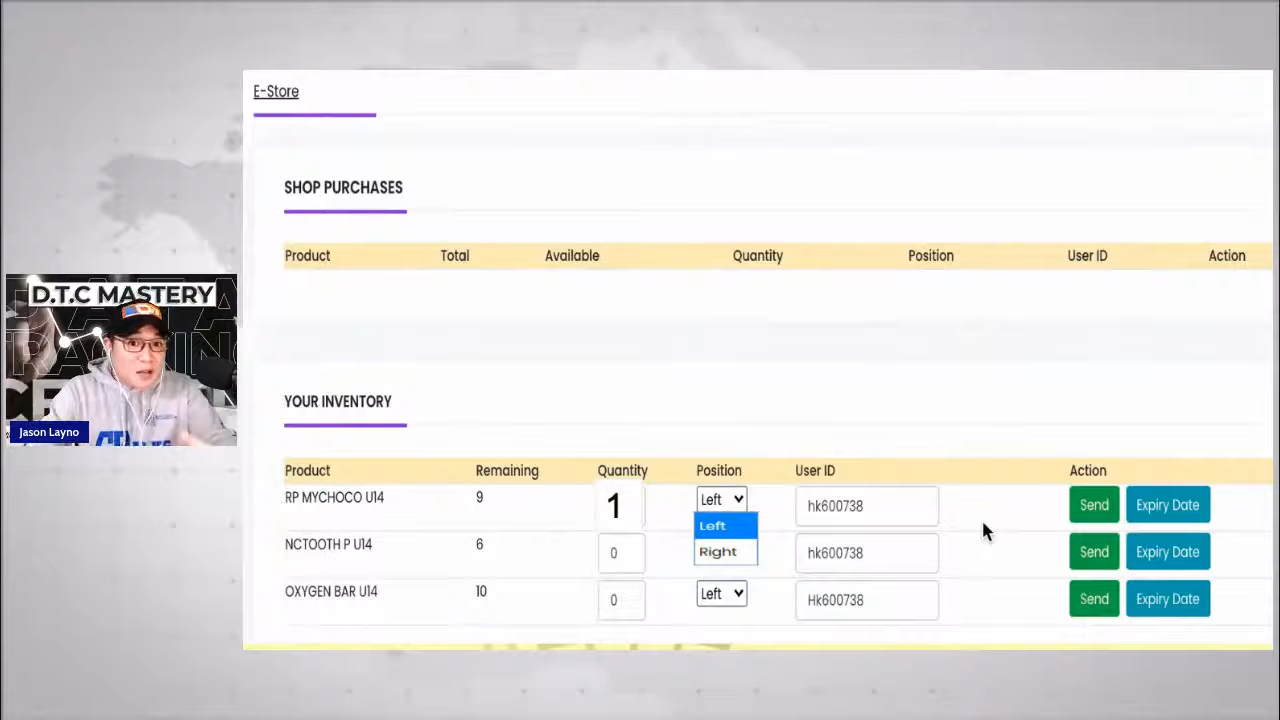 E-Store
SHOP PURCHASES
Product Total Available Quantity Position User ID Action
D.T.C MASTERY
Jason Layno
YOUR INVENTORY
Product Remaining Quantity Position User ID Action
RP MYCHOCO U14 9 1 Left hk600738 Send Expiry Date
Left
Right
NCTOOTH P U14 6 0 hk600738 Send Expiry Date
OXYGEN BAR U14 10 0 Left Hk600738 Send Expiry Date